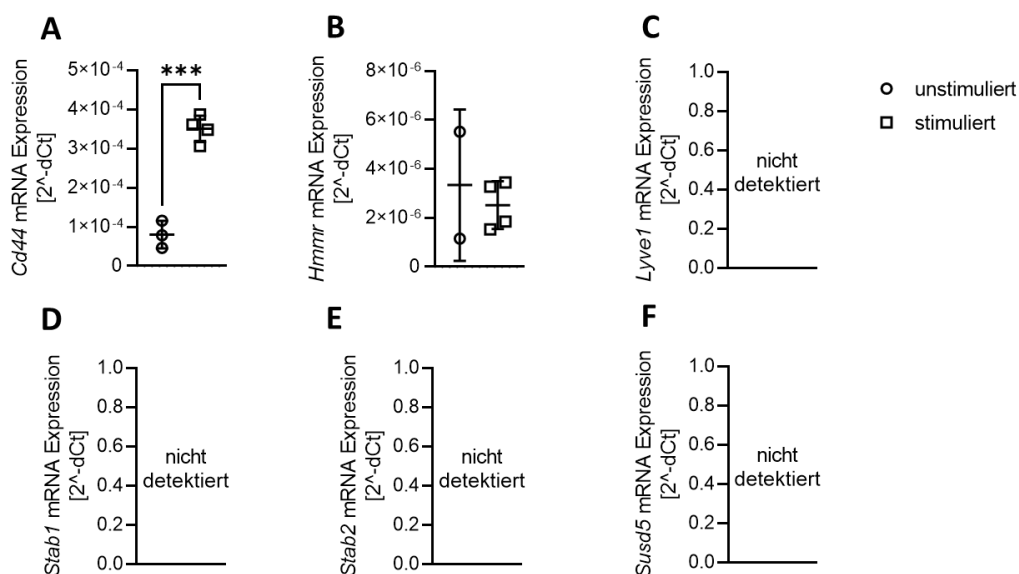 A
Cd44 mRNA Expression
[2^-dCt]
5×10⁻⁴
4×10⁻⁴
3×10⁻⁴
2×10⁻⁴
1×10⁻⁴
0
***
B
Hmmr mRNA Expression
[2^-dCt]
8×10⁻⁶
6×10⁻⁶
4×10⁻⁶
2×10⁻⁶
0
C
Lyve1 mRNA Expression
[2^-dCt]
1.0
0.8
0.6
0.4
0.2
0.0
nicht
detektiert
unstimuliert
stimuliert
D
Stab1 mRNA Expression
[2^-dCt]
1.0
0.8
0.6
0.4
0.2
0.0
nicht
detektiert
E
Stab2 mRNA Expression
[2^-dCt]
1.0
0.8
0.6
0.4
0.2
0.0
nicht
detektiert
F
Susd5 mRNA Expression
[2^-dCt]
1.0
0.8
0.6
0.4
0.2
0.0
nicht
detektiert